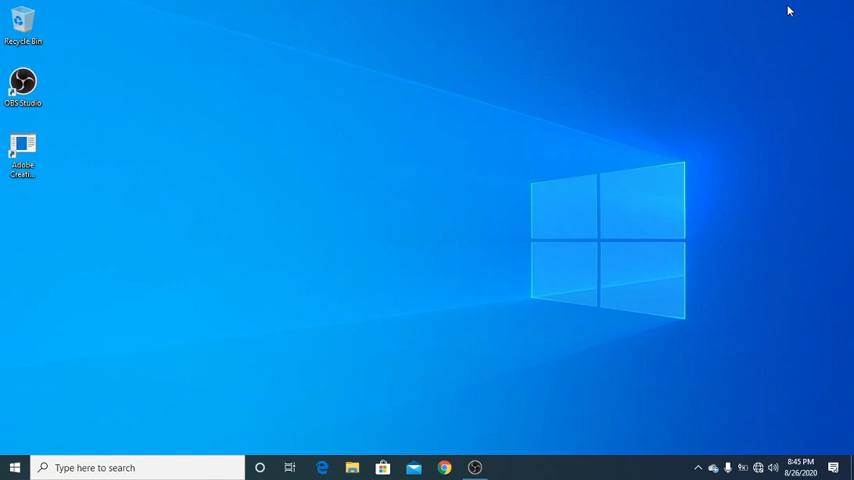 Recycle Bin
OBS Studio
Adobe
Creati...
Type here to search
8:45 PM
8/26/2020